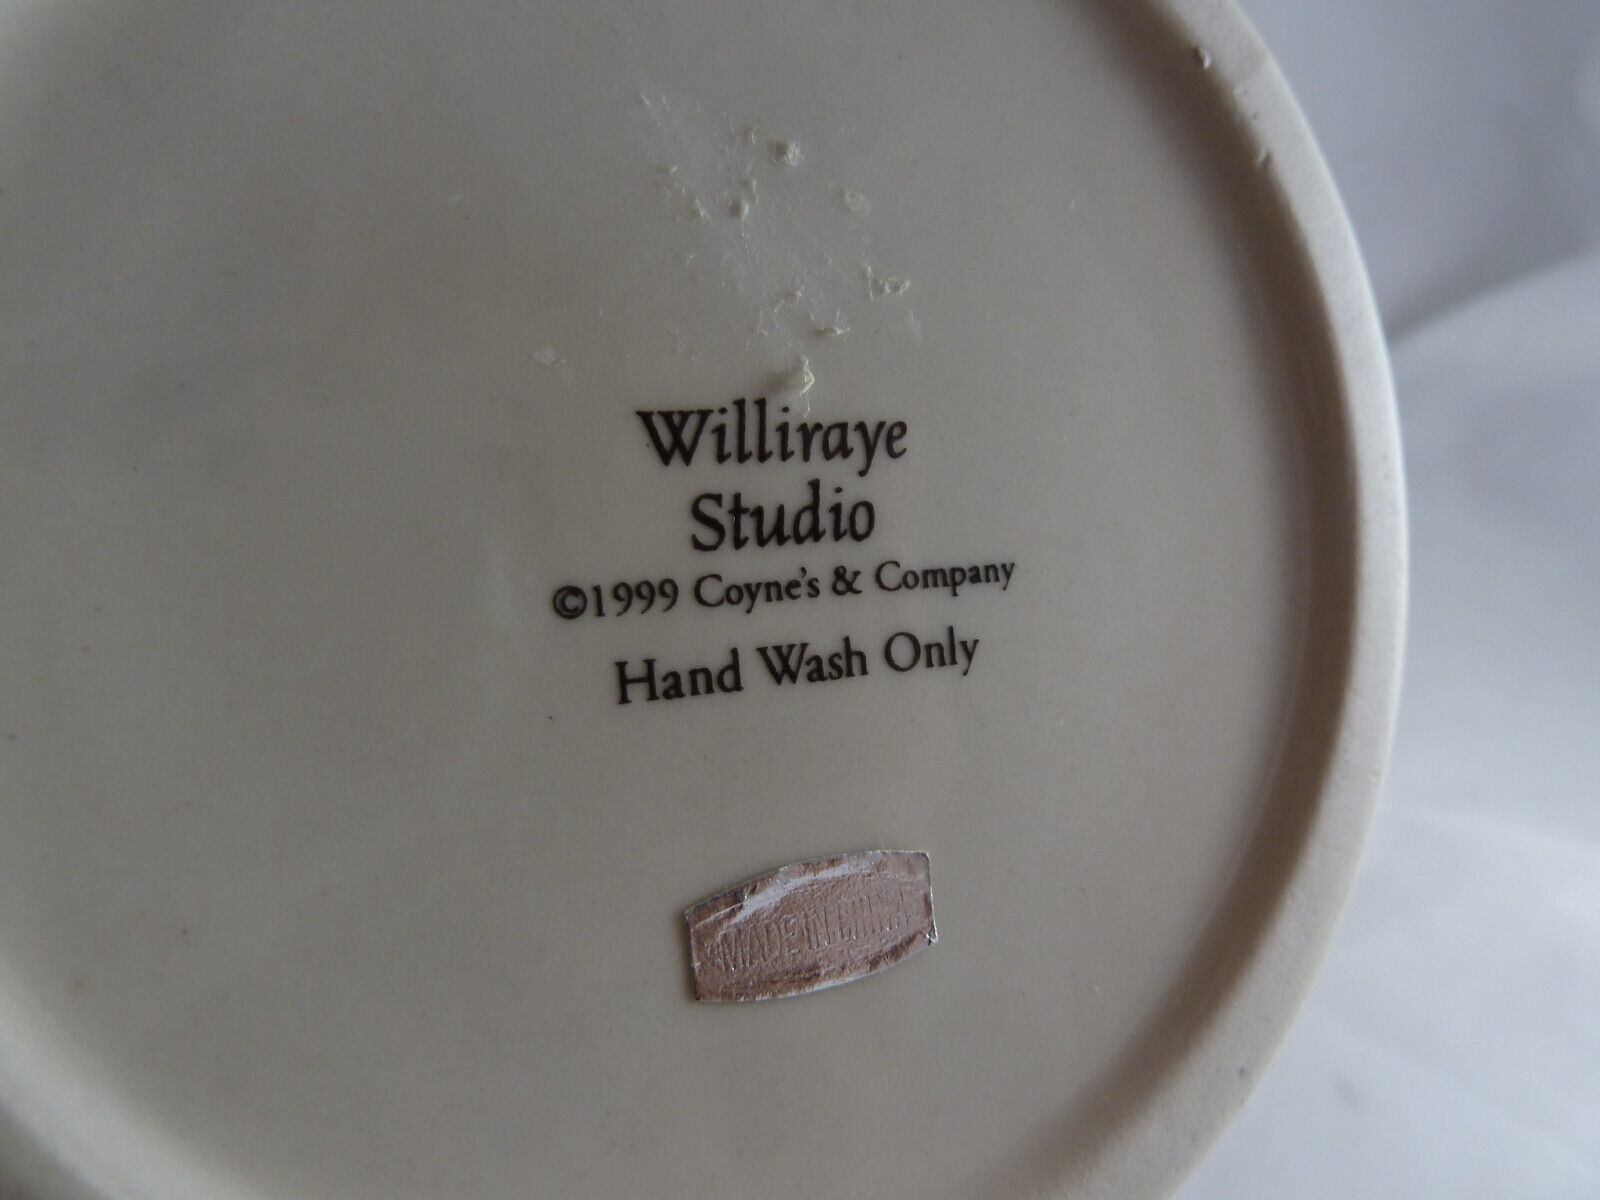 Williraye
Studio
©1999 Coyne's & Company
Hand Wash Only
MADE IN CHINA